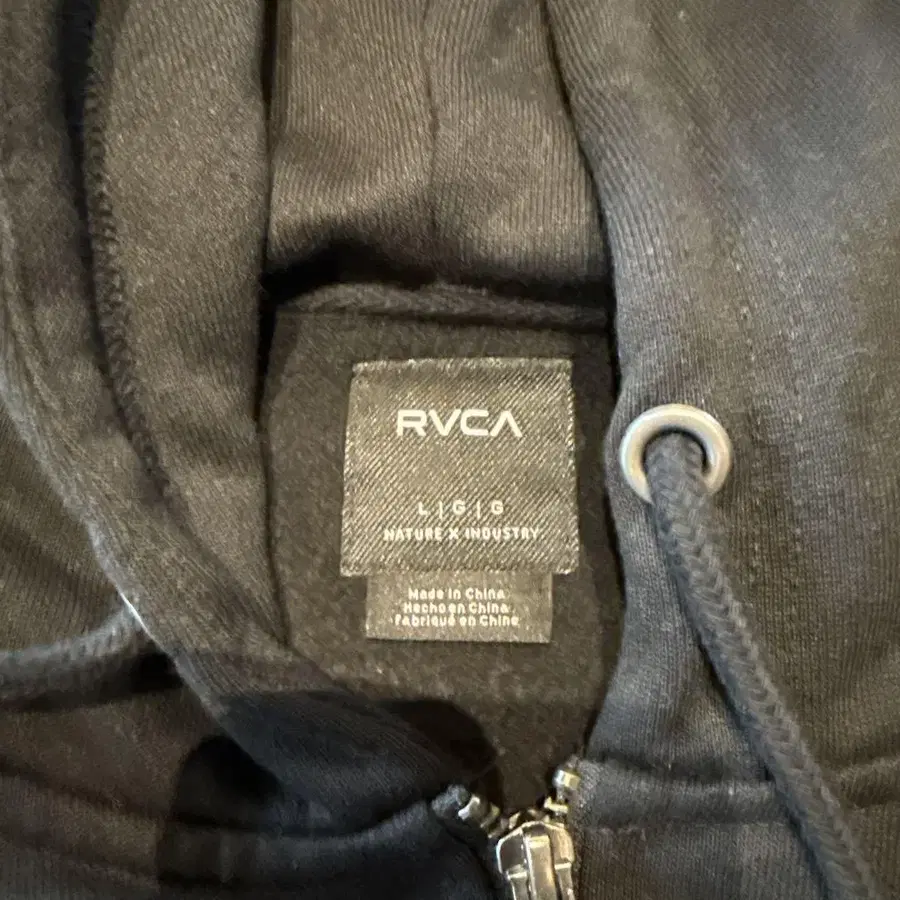 RVCA
L | G | G
NATURE X INDUSTRY
Made in China
Hecho en China
Fabriqué en Chine